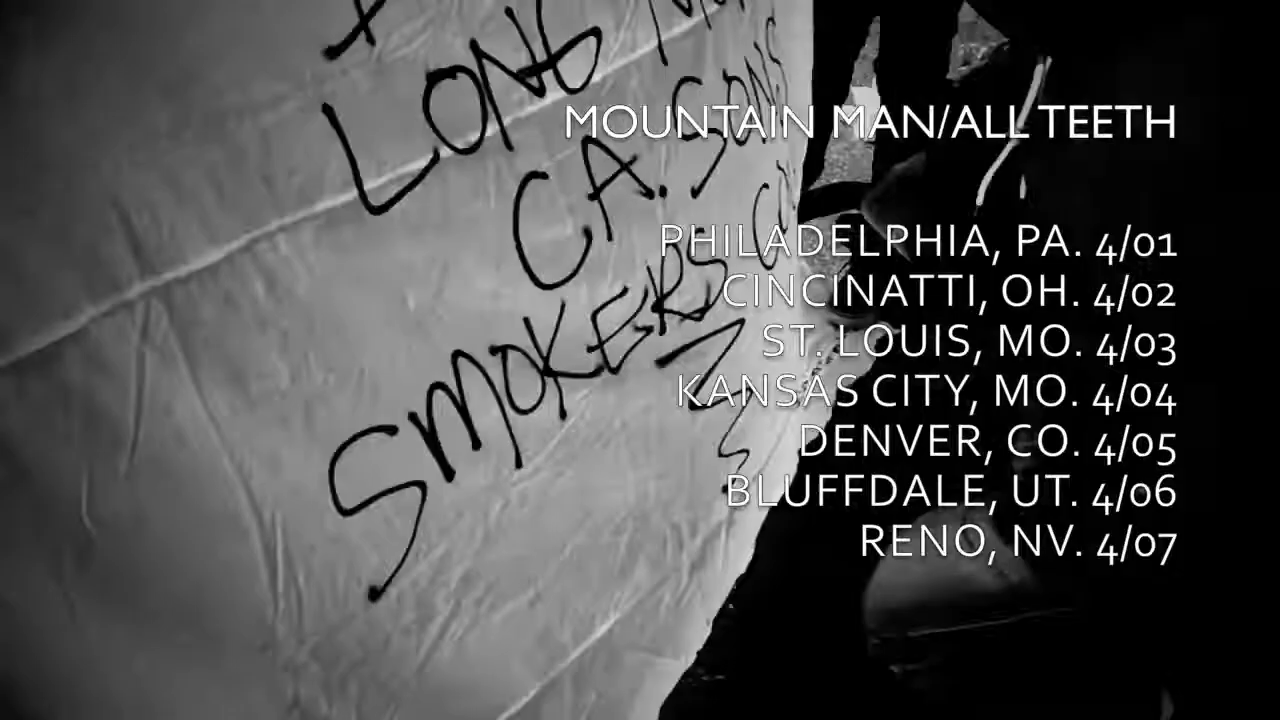 LONG
CA. SONS
SMOKERS
MOUNTAIN MAN/ALL TEETH
PHILADELPHIA, PA. 4/01
CINCINATTI, OH. 4/02
ST. LOUIS, MO. 4/03
KANSAS CITY, MO. 4/04
DENVER, CO. 4/05
BLUFFDALE, UT. 4/06
RENO, NV. 4/07